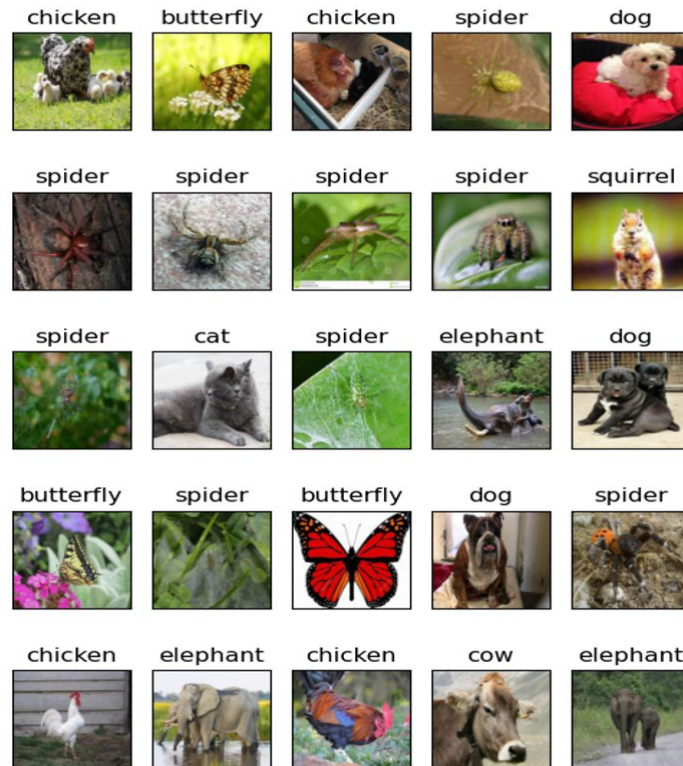 chicken butterfly chicken spider dog
spider spider spider spider squirrel
spider cat spider elephant dog
butterfly spider butterfly dog spider
chicken elephant chicken cow elephant